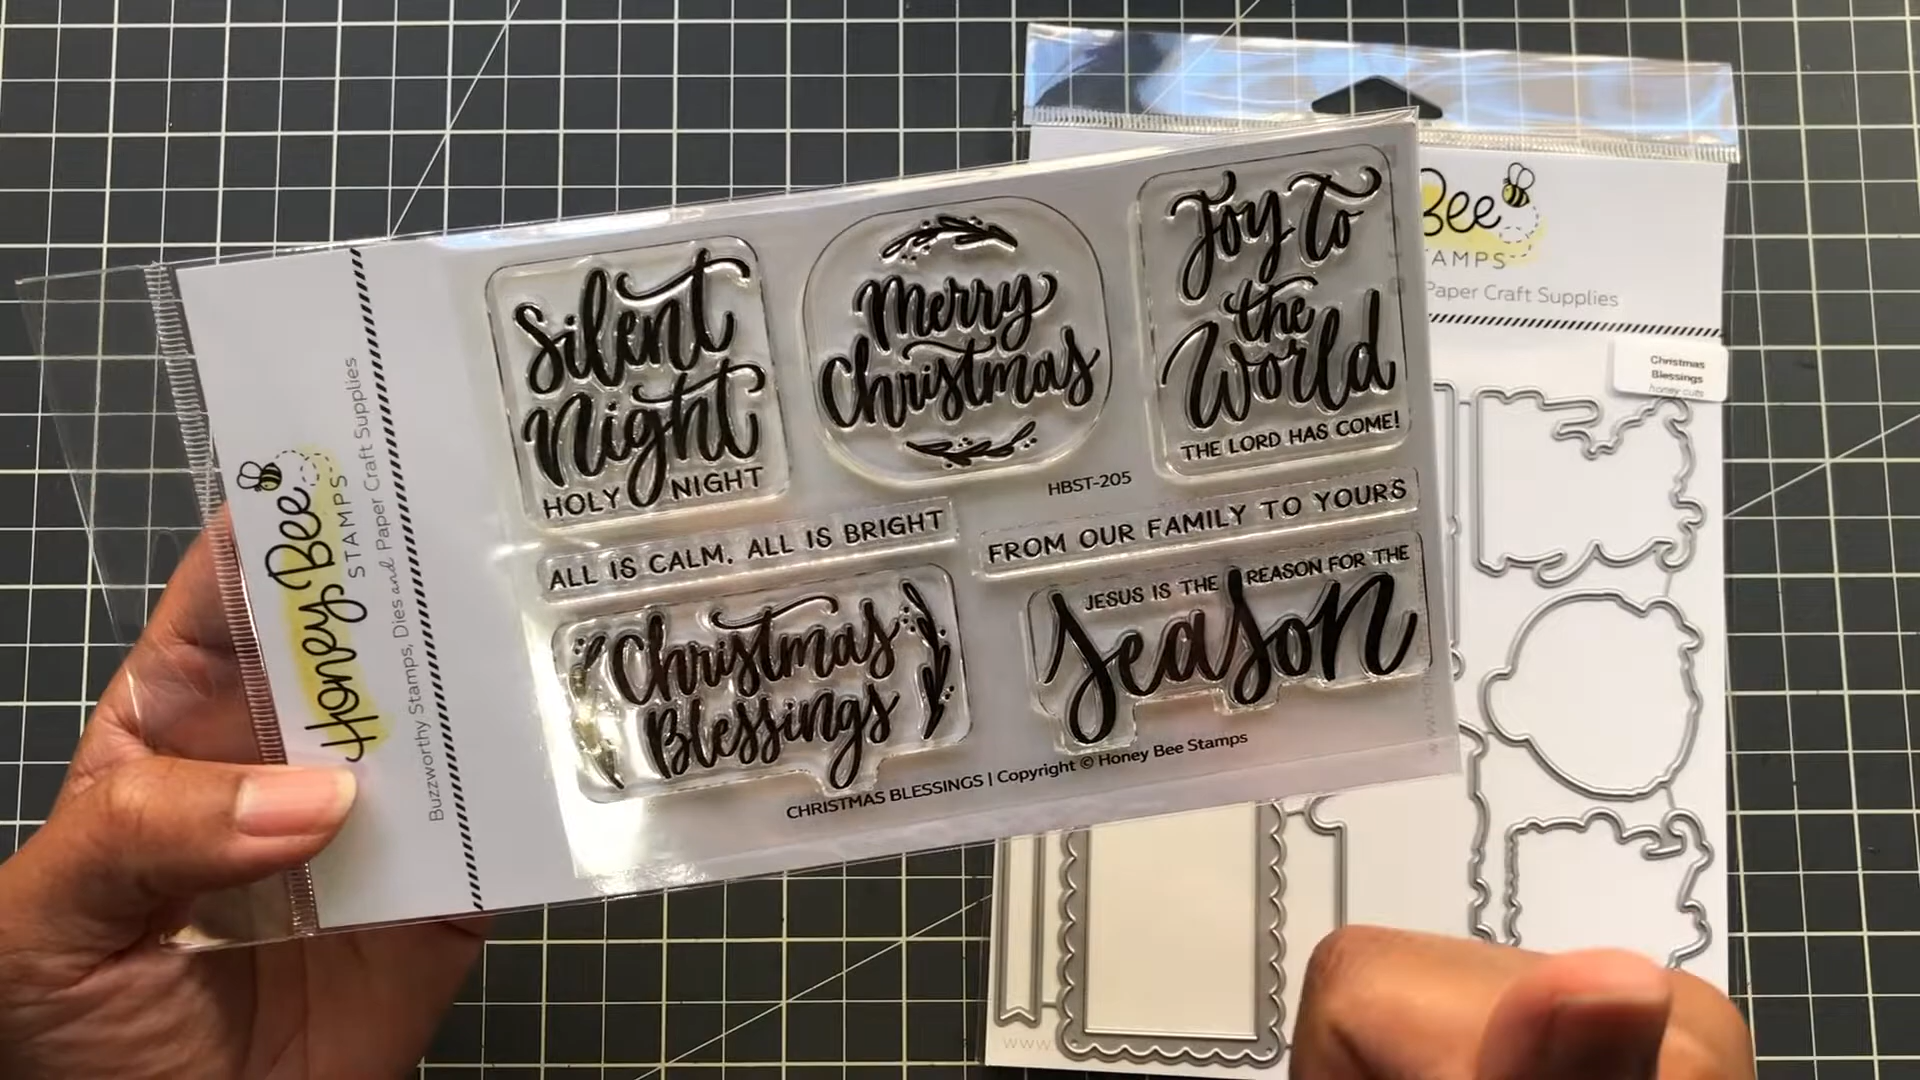 Honey Bee
STAMPS
Buzzworthy Stamps, Dies and Paper Craft Supplies
Silent
Night
HOLY NIGHT
Merry
Christmas
Joy to
the
World
THE LORD HAS COME!
HBST-205
ALL IS CALM, ALL IS BRIGHT
FROM OUR FAMILY TO YOURS
Christmas
Blessings
JESUS IS THE REASON FOR THE
Season
CHRISTMAS BLESSINGS | Copyright © Honey Bee Stamps
Bee
AMPS
Paper Craft Supplies
Christmas
Blessings
honey cuts
www